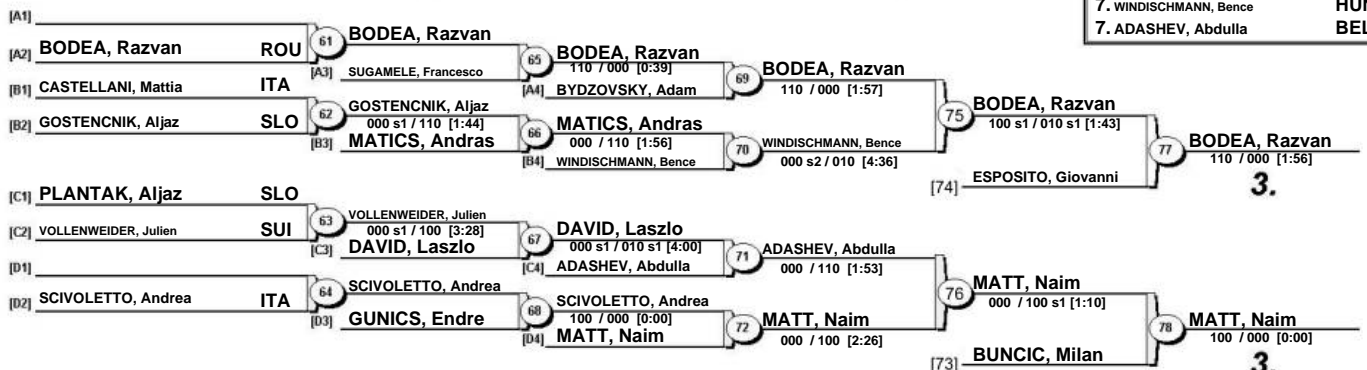 7. WINDISCHMANN, Bence HUN
7. ADASHEV, Abdulla BEL
[A1]
[A2] BODEA, Razvan ROU
61 BODEA, Razvan
[A3] SUGAMELE, Francesco
65 BODEA, Razvan
110 / 000 [0:39]
[A4] BYDZOVSKY, Adam
69 BODEA, Razvan
110 / 000 [1:57]
[B1] CASTELLANI, Mattia ITA
[B2] GOSTENCNIK, Aljaz SLO
62 GOSTENCNIK, Aljaz
000 s1 / 110 [1:44]
[B3] MATICS, Andras
66 MATICS, Andras
000 / 110 [1:56]
[B4] WINDISCHMANN, Bence
70 WINDISCHMANN, Bence
000 s2 / 010 [4:36]
75 BODEA, Razvan
100 s1 / 010 s1 [1:43]
[74] ESPOSITO, Giovanni
77 BODEA, Razvan
110 / 000 [1:56]
3.
[C1] PLANTAK, Aljaz SLO
[C2] VOLLENWEIDER, Julien SUI
63 VOLLENWEIDER, Julien
000 s1 / 100 [3:28]
[C3] DAVID, Laszlo
67 DAVID, Laszlo
000 s1 / 010 s1 [4:00]
[C4] ADASHEV, Abdulla
71 ADASHEV, Abdulla
000 / 110 [1:53]
[D1]
[D2] SCIVOLETTO, Andrea ITA
64 SCIVOLETTO, Andrea
[D3] GUNICS, Endre
68 SCIVOLETTO, Andrea
100 / 000 [0:00]
[D4] MATT, Naim
72 MATT, Naim
000 / 100 [2:26]
76 MATT, Naim
000 / 100 s1 [1:10]
[73] BUNCIC, Milan
78 MATT, Naim
100 / 000 [0:00]
3.